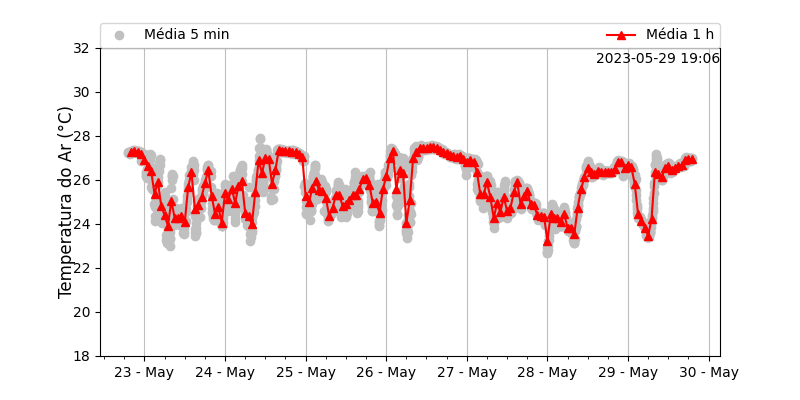 Média 5 min
Média 1 h
2023-05-29 19:06
Temperatura do Ar (°C)
32
30
28
26
24
22
20
18
23 - May
24 - May
25 - May
26 - May
27 - May
28 - May
29 - May
30 - May